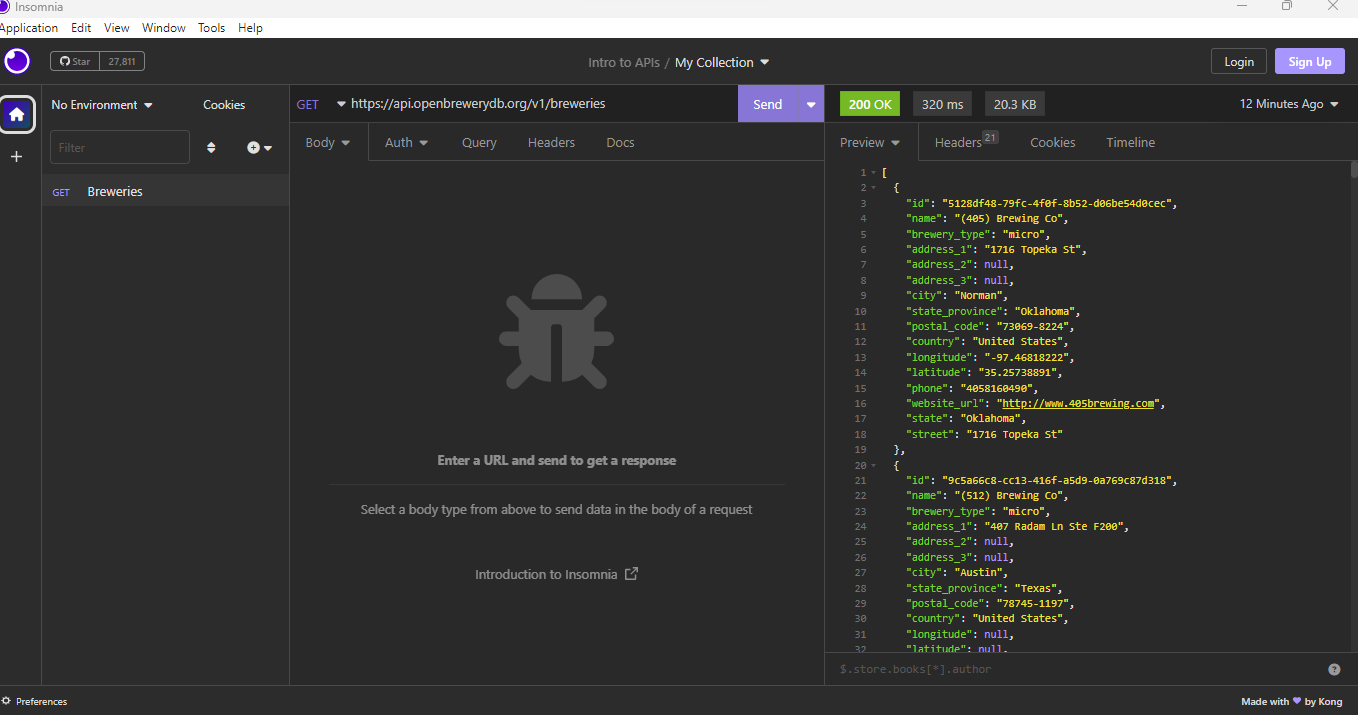 Insomnia
Application Edit View Window Tools Help
Star 27,811
Intro to APIs / My Collection
Login Sign Up
No Environment Cookies
Filter
GET Breweries
GET https://api.openbrewerydb.org/v1/breweries Send
Body Auth Query Headers Docs
Enter a URL and send to get a response
Select a body type from above to send data in the body of a request
Introduction to Insomnia
200 OK 320 ms 20.3 KB 12 Minutes Ago
Preview Headers 21 Cookies Timeline
1 [
2 {
3 "id": "5128df48-79fc-4f0f-8b52-d06be54d0cec",
4 "name": "(405) Brewing Co",
5 "brewery_type": "micro",
6 "address_1": "1716 Topeka St",
7 "address_2": null,
8 "address_3": null,
9 "city": "Norman",
10 "state_province": "Oklahoma",
11 "postal_code": "73069-8224",
12 "country": "United States",
13 "longitude": "-97.46818222",
14 "latitude": "35.25738891",
15 "phone": "4058160490",
16 "website_url": "http://www.405brewing.com",
17 "state": "Oklahoma",
18 "street": "1716 Topeka St"
19 },
20 {
21 "id": "9c5a66c8-cc13-416f-a5d9-0a769c87d318",
22 "name": "(512) Brewing Co",
23 "brewery_type": "micro",
24 "address_1": "407 Radam Ln Ste F200",
25 "address_2": null,
26 "address_3": null,
27 "city": "Austin",
28 "state_province": "Texas",
29 "postal_code": "78745-1197",
30 "country": "United States",
31 "longitude": null,
32 "latitude": null,
$.store.books[*].author
Preferences
Made with by Kong